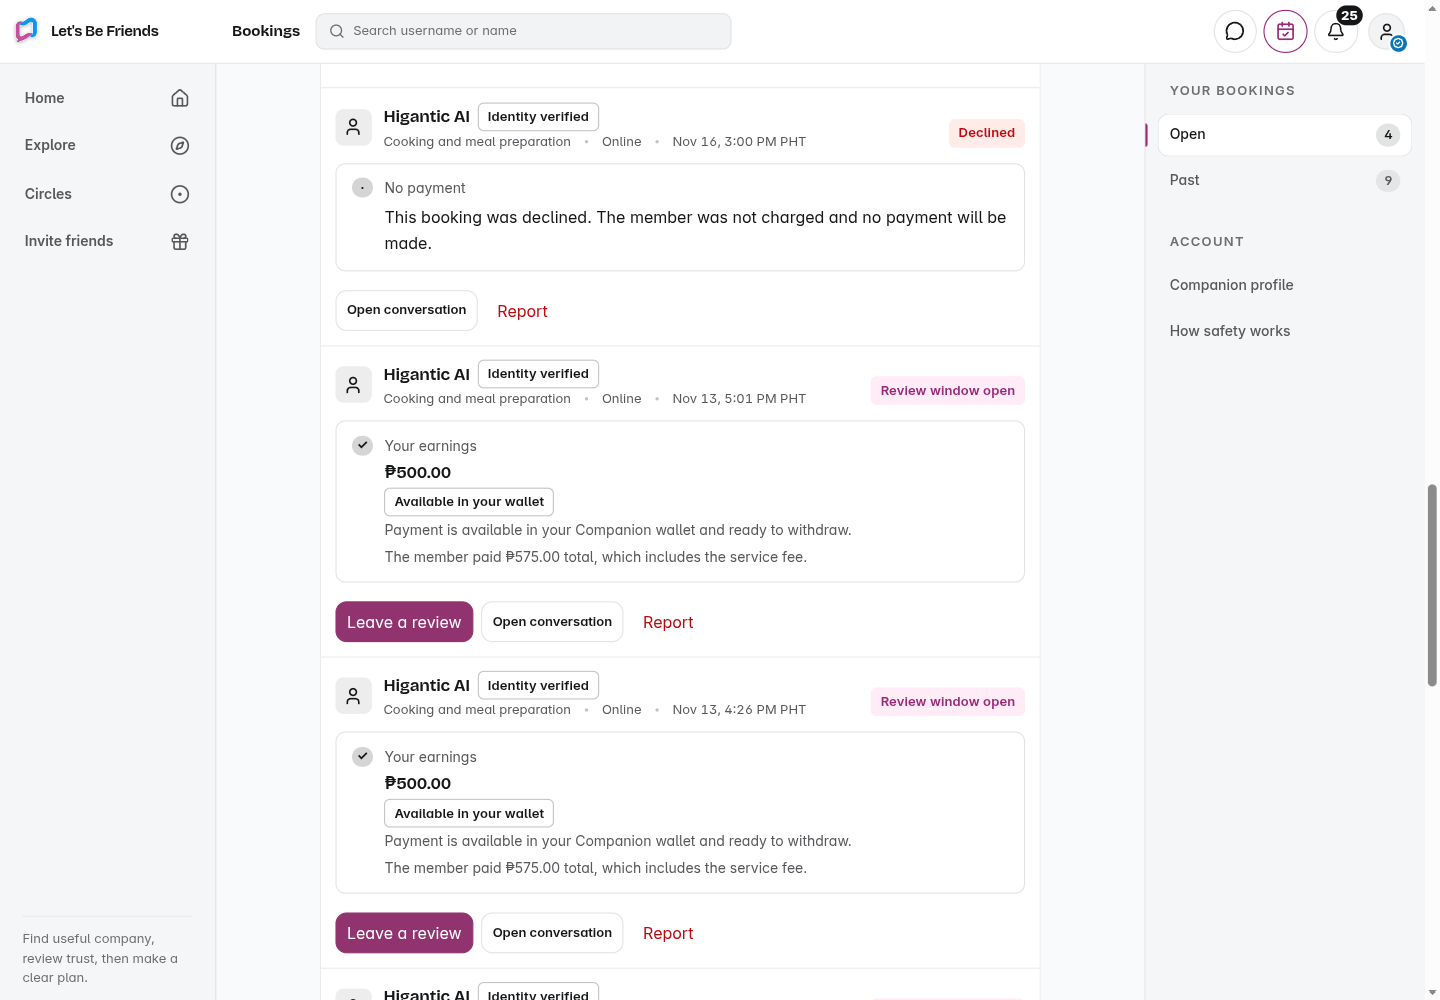 Let's Be Friends
Bookings
Search username or name
25
Home
Explore
Circles
Invite friends
Find useful company,
review trust, then make a
clear plan.
Higantic AI Identity verified
Cooking and meal preparation • Online • Nov 16, 3:00 PM PHT
Declined
No payment
This booking was declined. The member was not charged and no payment will be
made.
Open conversation Report
Higantic AI Identity verified
Cooking and meal preparation • Online • Nov 13, 5:01 PM PHT
Review window open
Your earnings
₱500.00
Available in your wallet
Payment is available in your Companion wallet and ready to withdraw.
The member paid ₱575.00 total, which includes the service fee.
Leave a review Open conversation Report
Higantic AI Identity verified
Cooking and meal preparation • Online • Nov 13, 4:26 PM PHT
Review window open
Your earnings
₱500.00
Available in your wallet
Payment is available in your Companion wallet and ready to withdraw.
The member paid ₱575.00 total, which includes the service fee.
Leave a review Open conversation Report
Higantic AI Identity verified
YOUR BOOKINGS
Open 4
Past 9
ACCOUNT
Companion profile
How safety works